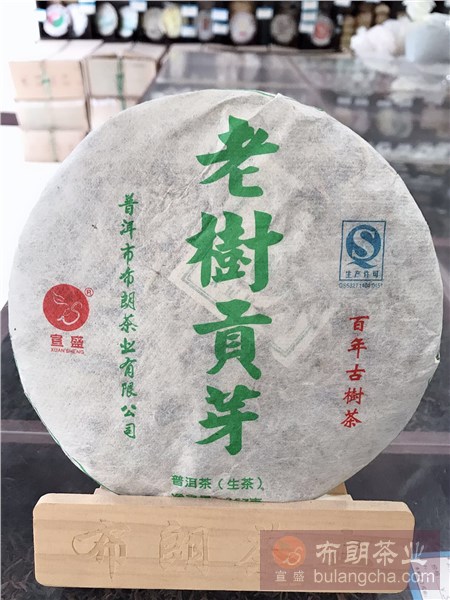 老樹貢芽
普洱市布朗茶业有限公司
®
宣盛
XUAN SHENG
生产许可
百年古樹茶
普洱茶（生茶）
布朗
布朗茶业
宣盛
bulangcha.com